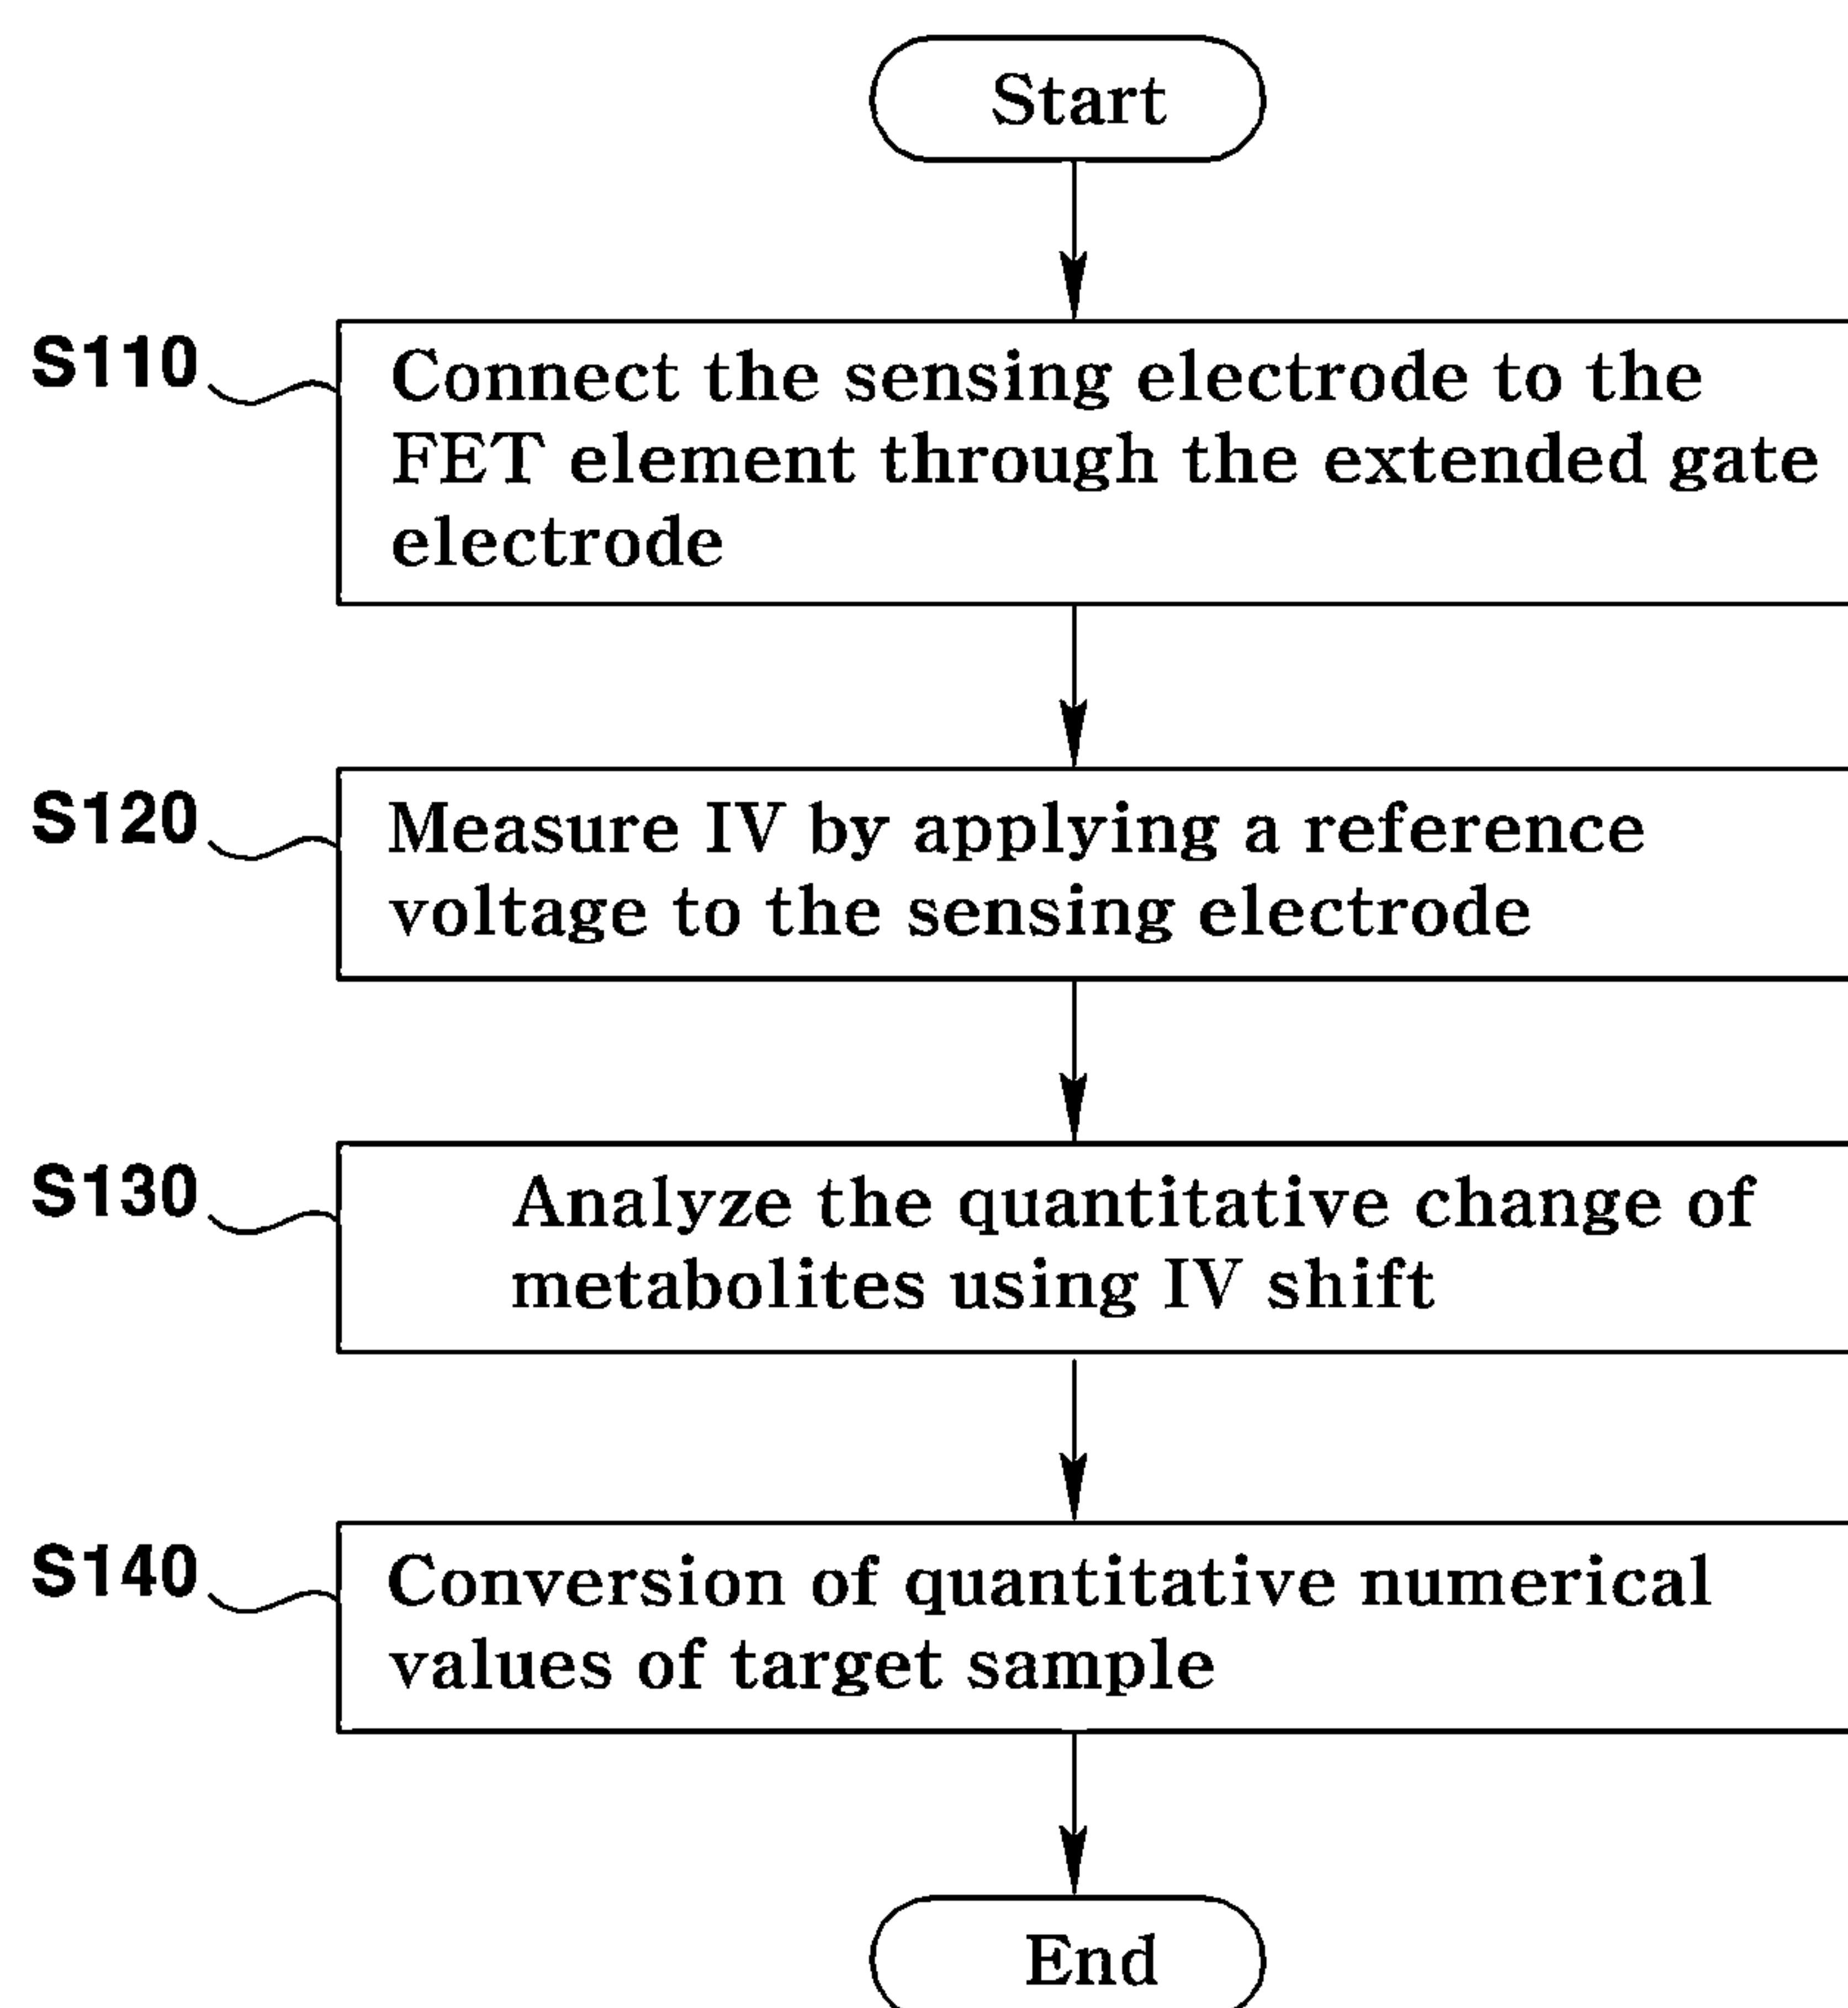 Start
S110
Connect the sensing electrode to the
FET element through the extended gate
electrode
S120
Measure IV by applying a reference
voltage to the sensing electrode
S130
Analyze the quantitative change of
metabolites using IV shift
S140
Conversion of quantitative numerical
values of target sample
End